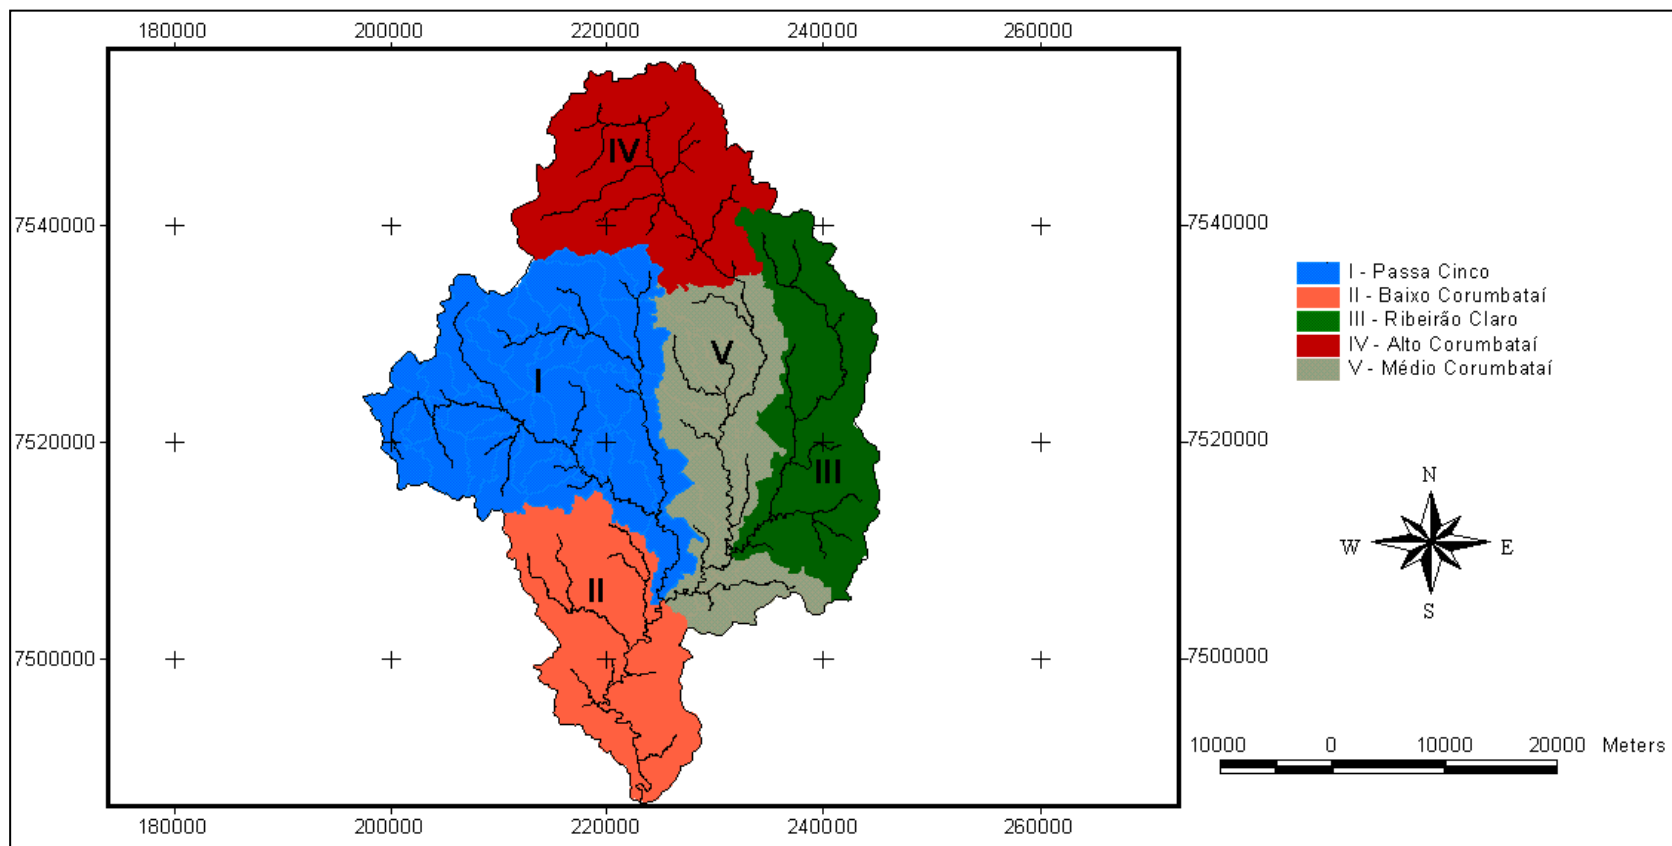 180000 200000 220000 240000 260000
IV
7540000 7540000
I - Passa Cinco
II - Baixo Corumbataí
III - Ribeirão Claro
IV - Alto Corumbataí
V - Médio Corumbataí
V
I
7520000 7520000
III
N
W E
S
II
7500000 7500000
10000 0 10000 20000 Meters
180000 200000 220000 240000 260000